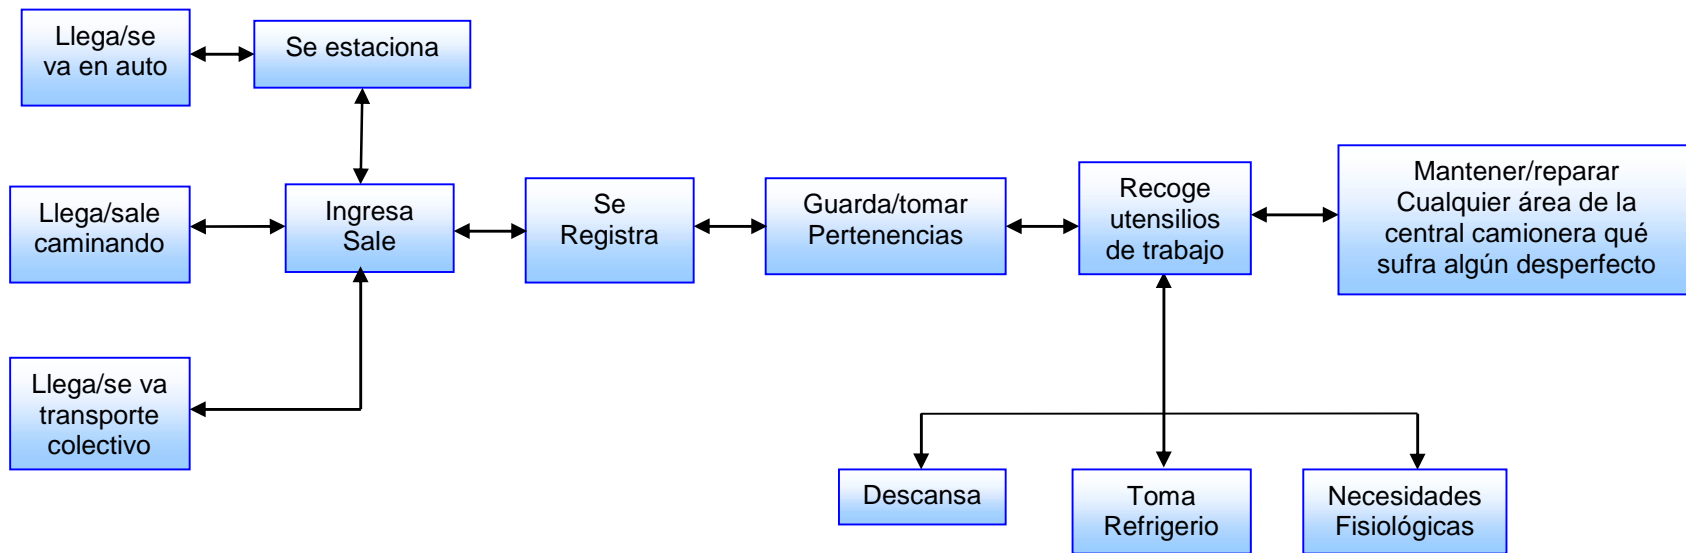 Llega/se
va en auto
Se estaciona
Llega/sale
caminando
Ingresa
Sale
Se
Registra
Guarda/tomar
Pertenencias
Recoge
utensilios
de trabajo
Mantener/reparar
Cualquier área de la
central camionera qué
sufra algún desperfecto
Llega/se va
transporte
colectivo
Descansa
Toma
Refrigerio
Necesidades
Fisiológicas